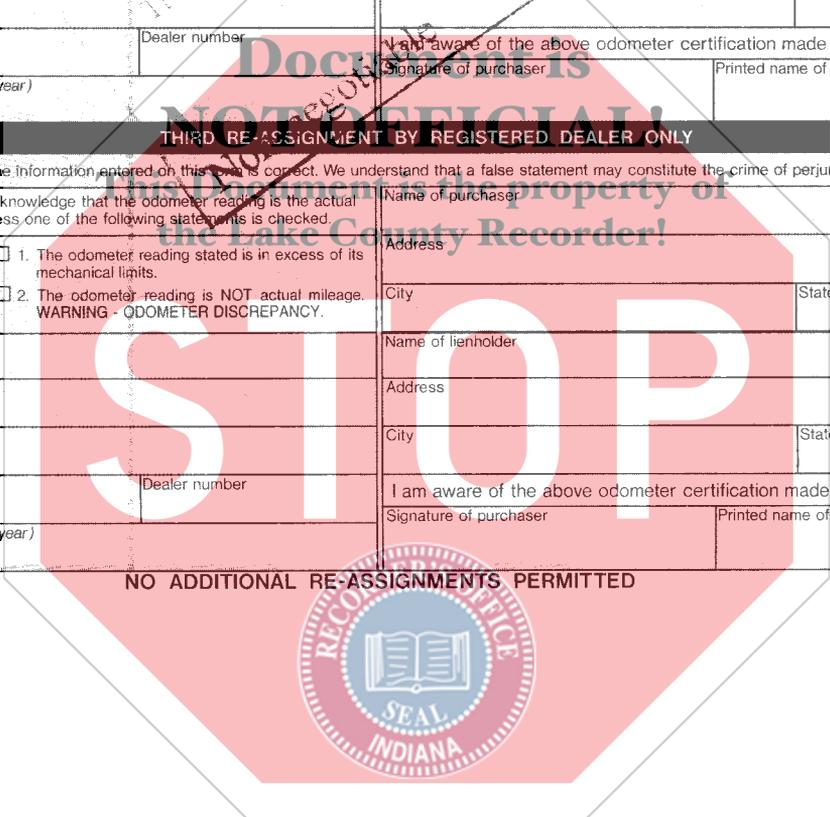 Dealer number
I am aware of the above odometer certification made
Signature of purchaser
Printed name of
year)
Non-negotiable
Document is
NOT OFFICIAL!
This Document is the property of
the Lake County Recorder!
THIRD RE-ASSIGNMENT BY REGISTERED DEALER ONLY
e information entered on this form is correct. We understand that a false statement may constitute the crime of perju
knowledge that the odometer reading is the actual
ess one of the following statements is checked.
1. The odometer reading stated is in excess of its
mechanical limits.
2. The odometer reading is NOT actual mileage.
WARNING - ODOMETER DISCREPANCY.
Name of purchaser
Address
City
State
Name of lienholder
Address
City
State
STOP
Dealer number
I am aware of the above odometer certification made
Signature of purchaser
Printed name of
year)
NO ADDITIONAL RE-ASSIGNMENTS PERMITTED
RECORDER'S OFFICE
SEAL
INDIANA